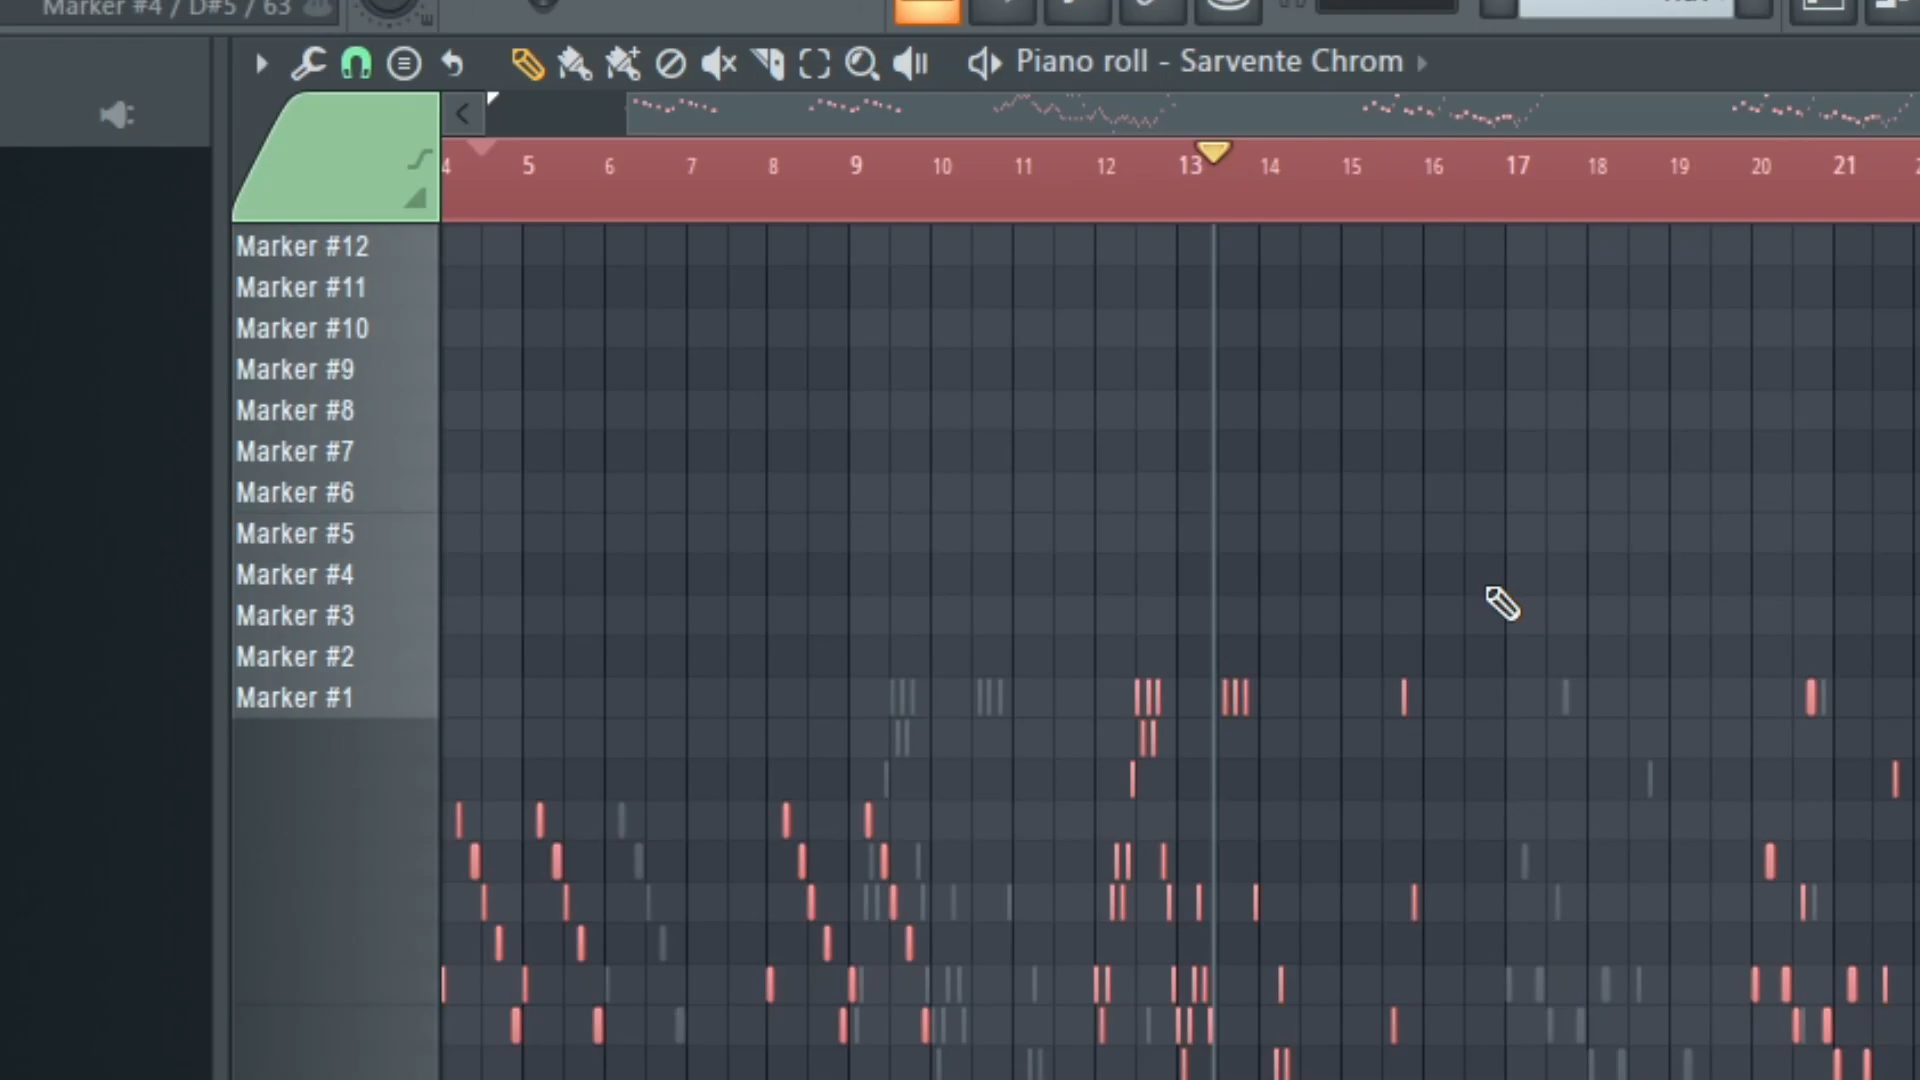 Marker #4 / D#5 / 63
Piano roll - Sarvente Chrom
4 5 6 7 8 9 10 11 12 13 14 15 16 17 18 19 20 21
Marker #12
Marker #11
Marker #10
Marker #9
Marker #8
Marker #7
Marker #6
Marker #5
Marker #4
Marker #3
Marker #2
Marker #1